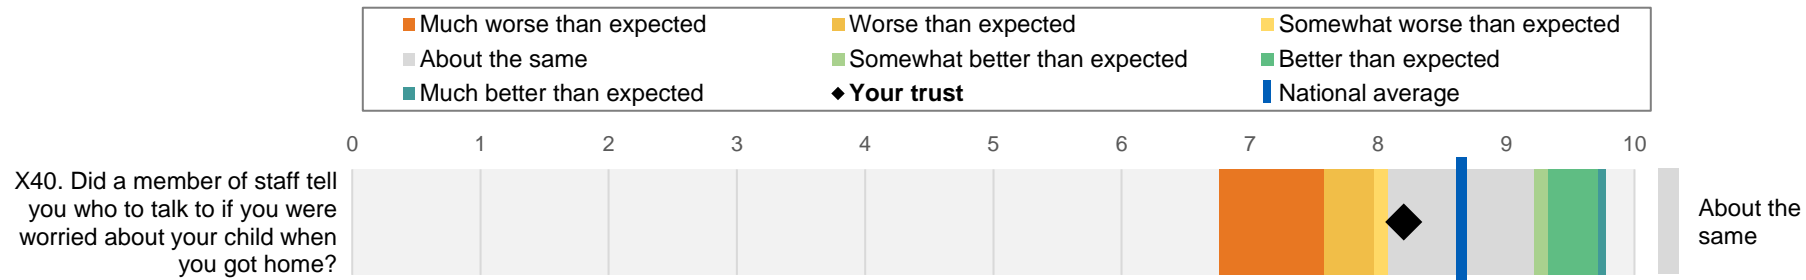 Much worse than expected
Worse than expected
Somewhat worse than expected
About the same
Somewhat better than expected
Better than expected
Much better than expected
Your trust
National average
0 1 2 3 4 5 6 7 8 9 10
X40. Did a member of staff tell
you who to talk to if you were
worried about your child when
you got home?
About the
same